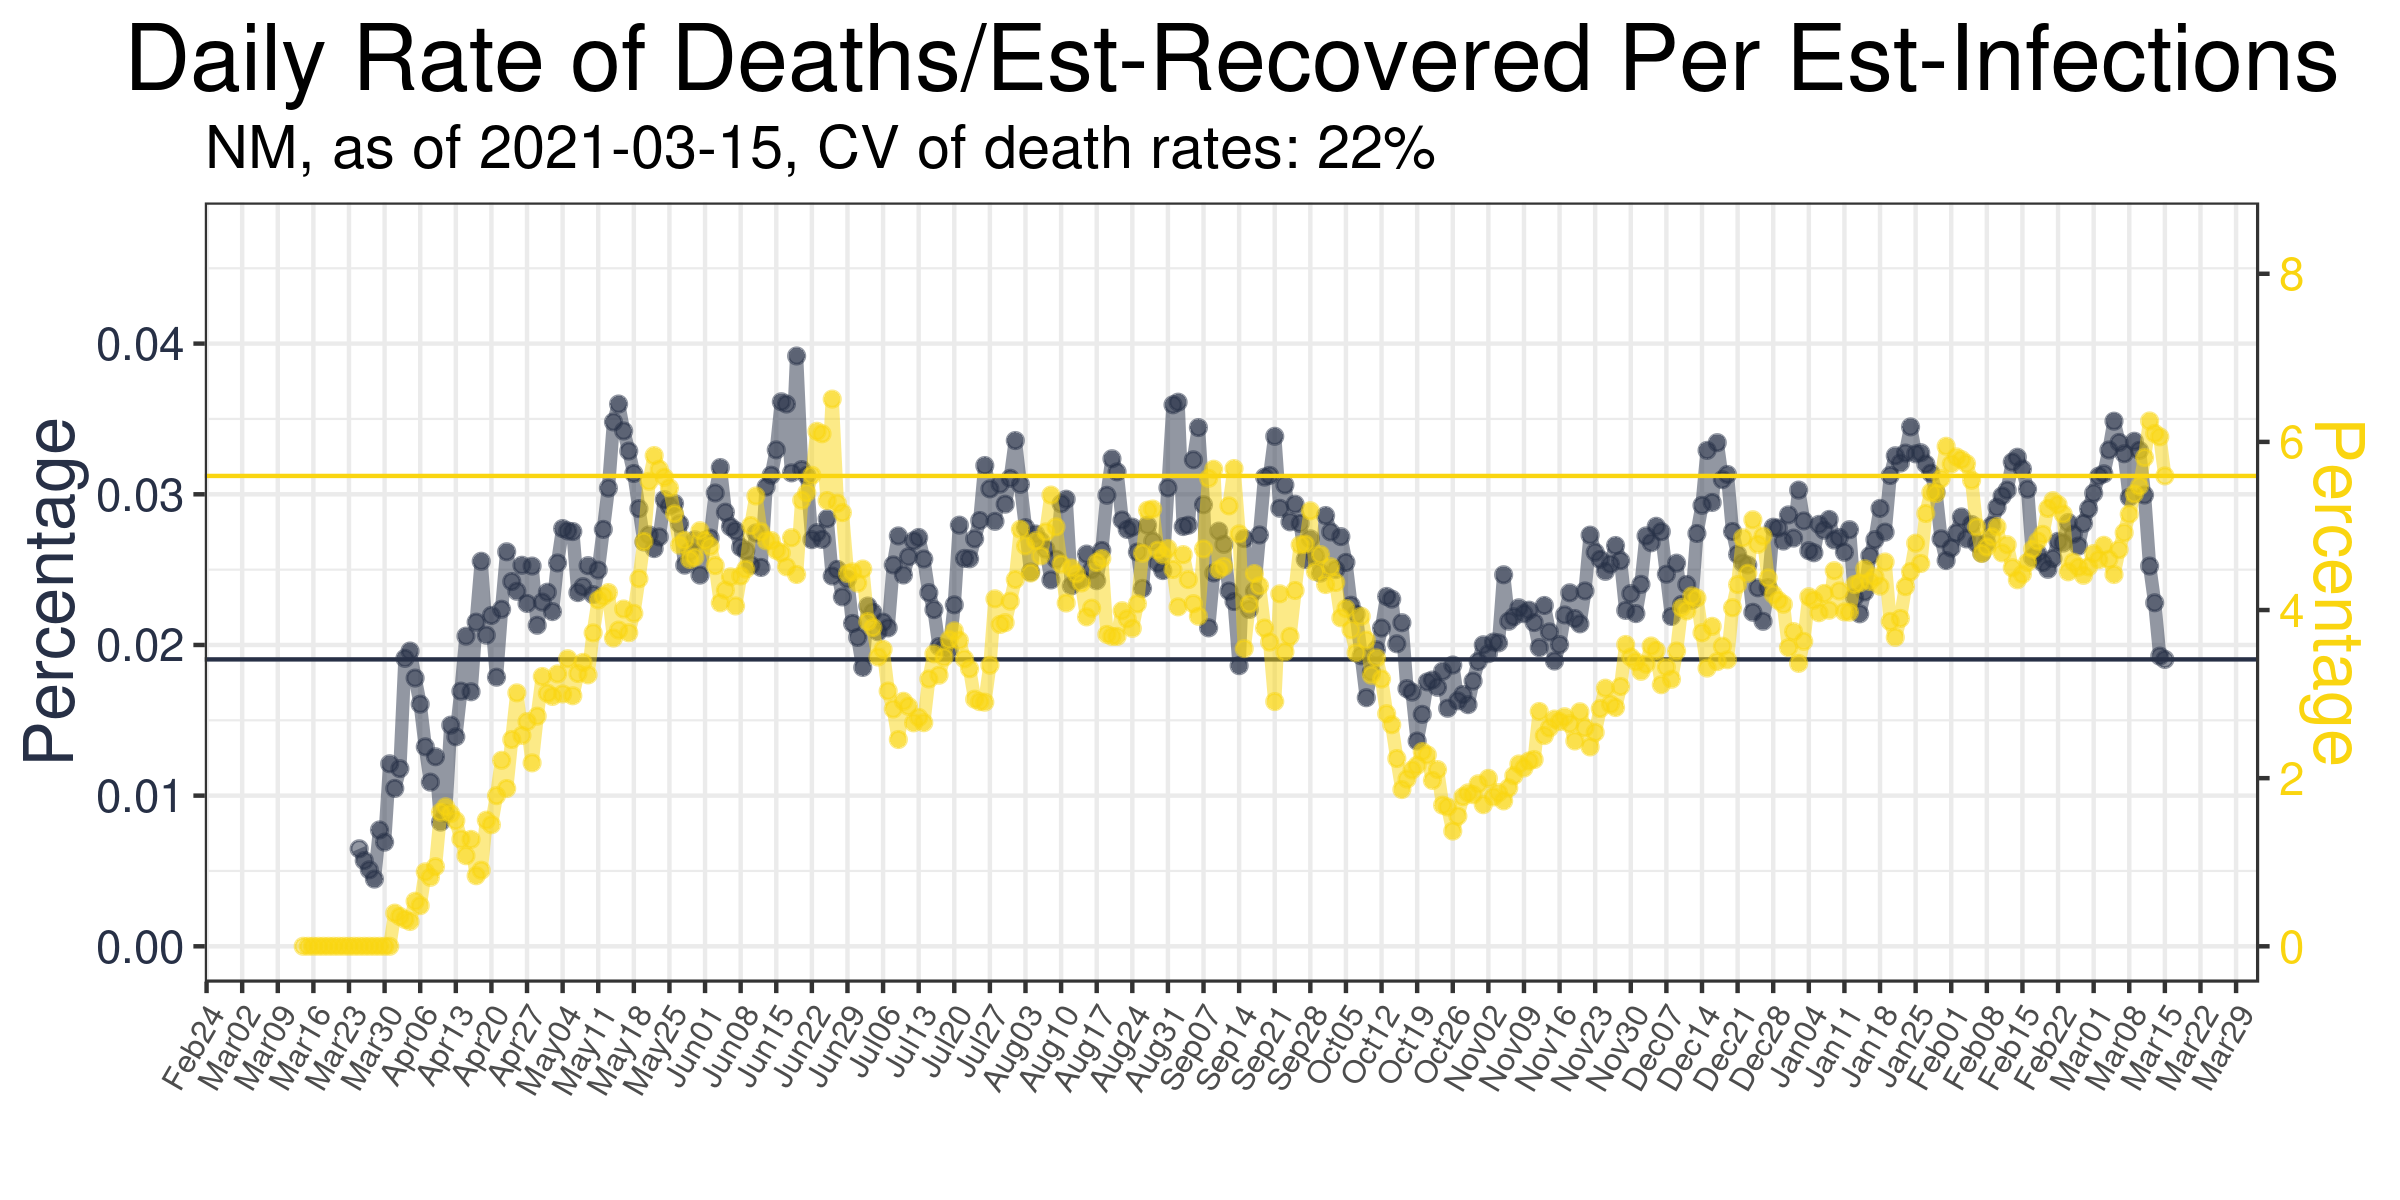 Daily Rate of Deaths/Est-Recovered Per Est-Infections
NM, as of 2021-03-15, CV of death rates: 22%
Percentage
0.04
0.03
0.02
0.01
0.00
8
6
4
2
0
Percentage
Feb24
Mar02
Mar09
Mar16
Mar23
Mar30
Apr06
Apr13
Apr20
Apr27
May04
May11
May18
May25
Jun01
Jun08
Jun15
Jun22
Jun29
Jul06
Jul13
Jul20
Jul27
Aug03
Aug10
Aug17
Aug24
Aug31
Sep07
Sep14
Sep21
Sep28
Oct05
Oct12
Oct19
Oct26
Nov02
Nov09
Nov16
Nov23
Nov30
Dec07
Dec14
Dec21
Dec28
Jan04
Jan11
Jan18
Jan25
Feb01
Feb08
Feb15
Feb22
Mar01
Mar08
Mar15
Mar22
Mar29